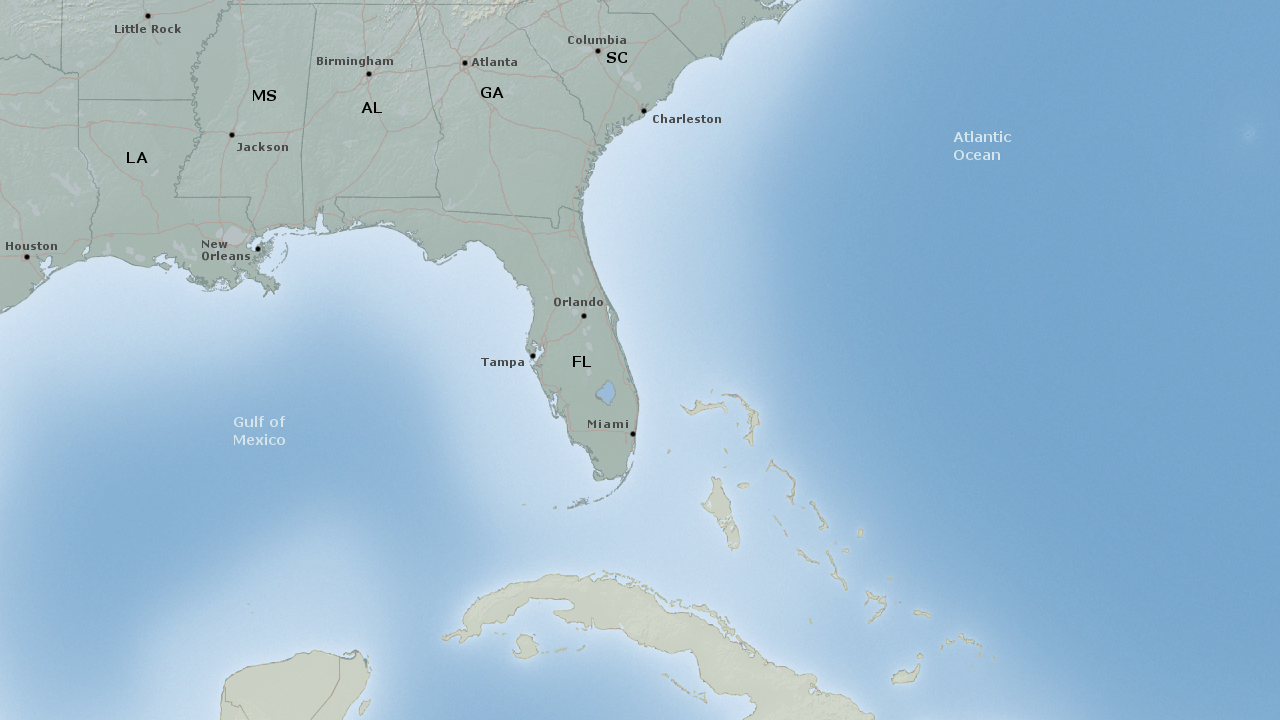 Little Rock
Columbia
SC
Birmingham
Atlanta
MS
GA
AL
Charleston
Atlantic
Ocean
Jackson
LA
Houston
New
Orleans
Orlando
Tampa
FL
Gulf of
Mexico
Miami